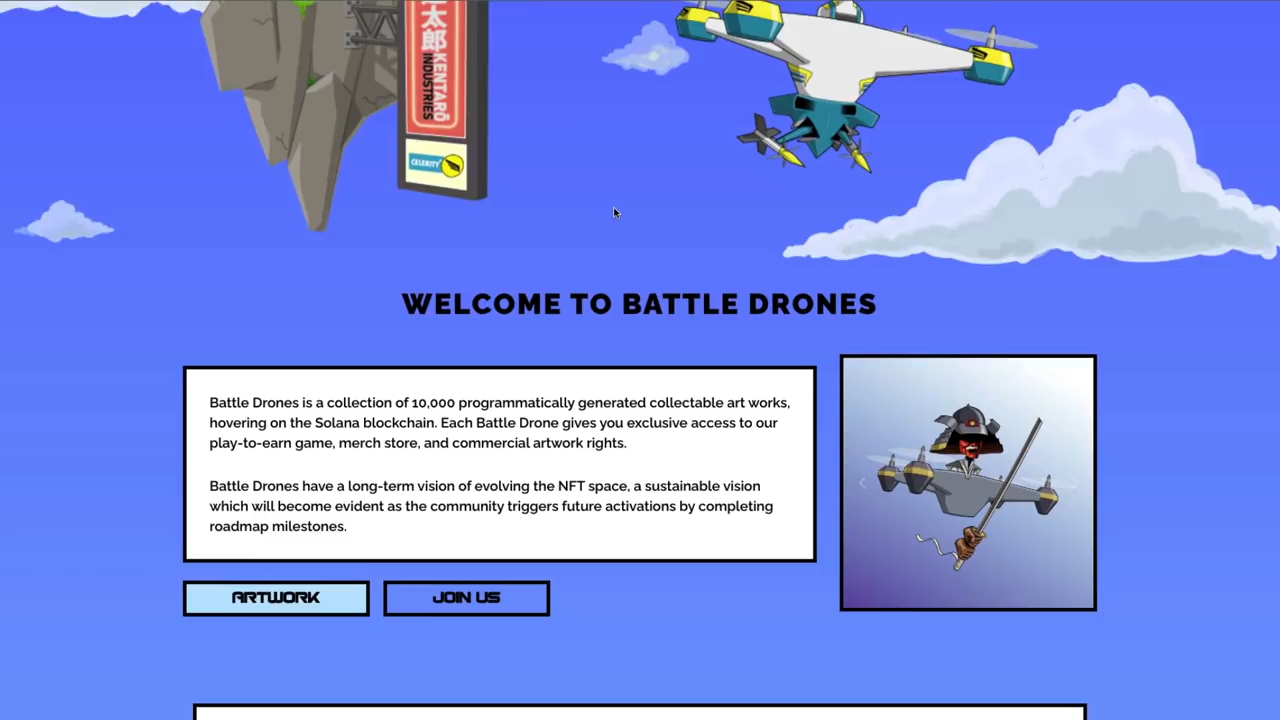 太郎
KENTARŌ
INDUSTRIES
CELERITY
WELCOME TO BATTLE DRONES
Battle Drones is a collection of 10,000 programmatically generated collectable art works,
hovering on the Solana blockchain. Each Battle Drone gives you exclusive access to our
play-to-earn game, merch store, and commercial artwork rights.
Battle Drones have a long-term vision of evolving the NFT space, a sustainable vision
which will become evident as the community triggers future activations by completing
roadmap milestones.
ARTWORK
JOIN US